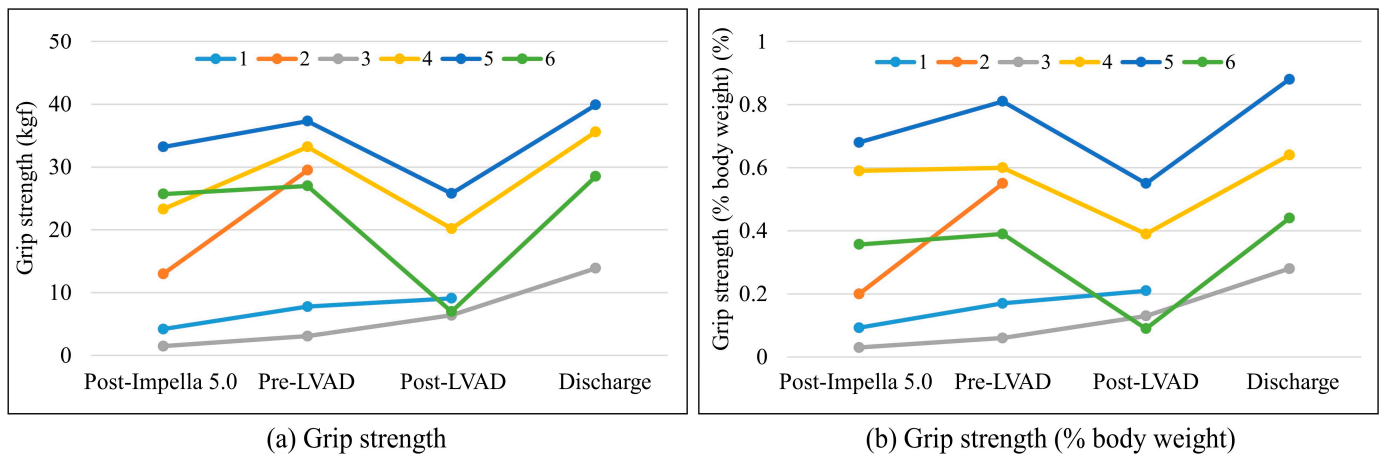 50
40
30
20
10
0
Grip strength (kgf)
1 2 3 4 5 6
Post-Impella 5.0 Pre-LVAD Post-LVAD Discharge
(a) Grip strength
1
0.8
0.6
0.4
0.2
0
Grip strength (% body weight) (%)
1 2 3 4 5 6
Post-Impella 5.0 Pre-LVAD Post-LVAD Discharge
(b) Grip strength (% body weight)